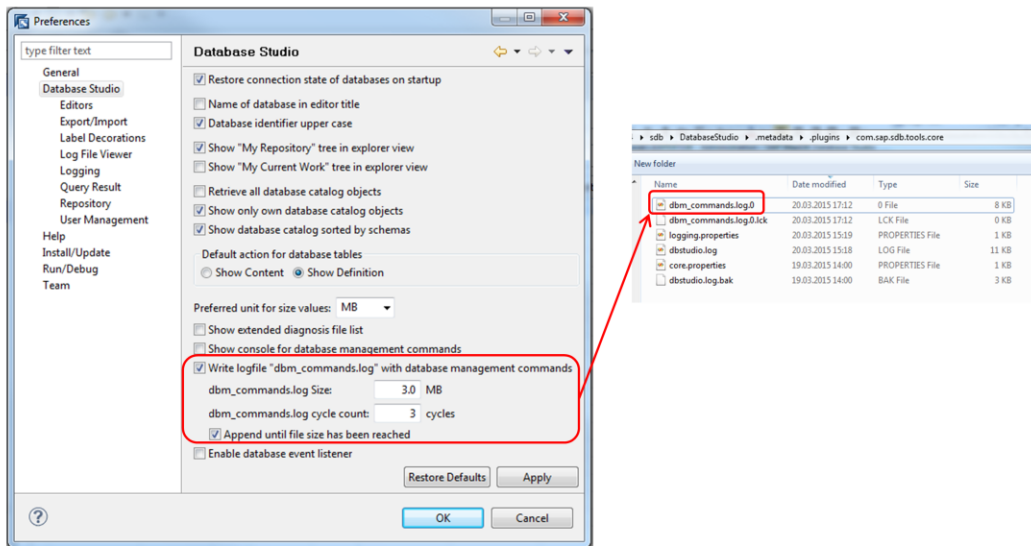 Preferences
type filter text
General
Database Studio
Editors
Export/Import
Label Decorations
Log File Viewer
Logging
Query Result
Repository
User Management
Help
Install/Update
Run/Debug
Team
Database Studio
Restore connection state of databases on startup
Name of database in editor title
Database identifier upper case
Show "My Repository" tree in explorer view
Show "My Current Work" tree in explorer view
Retrieve all database catalog objects
Show only own database catalog objects
Show database catalog sorted by schemas
Default action for database tables
Show Content Show Definition
Preferred unit for size values: MB
Show extended diagnosis file list
Show console for database management commands
Write logfile "dbm_commands.log" with database management commands
dbm_commands.log Size: 3.0 MB
dbm_commands.log cycle count: 3 cycles
Append until file size has been reached
Enable database event listener
Restore Defaults Apply
OK Cancel
sdb DatabaseStudio .metadata .plugins com.sap.sdb.tools.core
New folder
Name Date modified Type Size
dbm_commands.log.0 20.03.2015 17:12 0 File 8 KB
dbm_commands.log.0.lck 20.03.2015 17:12 LCK File 0 KB
logging.properties 20.03.2015 15:19 PROPERTIES File 1 KB
dbstudio.log 20.03.2015 15:18 LOG File 11 KB
core.properties 19.03.2015 14:00 PROPERTIES File 1 KB
dbstudio.log.bak 19.03.2015 14:00 BAK File 3 KB